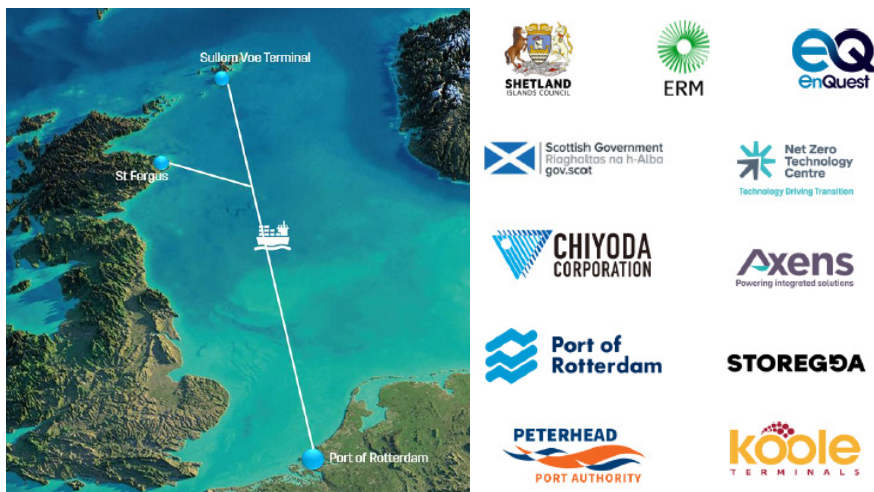 Sullom Voe Terminal
St Fergus
Port of Rotterdam
SHETLAND
ISLANDS COUNCIL
ERM
eQ
EnQuest
Scottish Government
Riaghaltas na h-Alba
gov.scot
Net Zero
Technology
Centre
Technology Driving Transition
CHIYODA
CORPORATION
Axens
Powering integrated solutions
Port of
Rotterdam
STOREGGA
PETERHEAD
PORT AUTHORITY
koole
TERMINALS